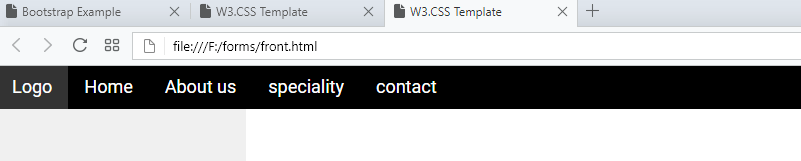 Bootstrap Example W3.CSS Template W3.CSS Template
file:///F:/forms/front.html
Logo Home About us speciality contact